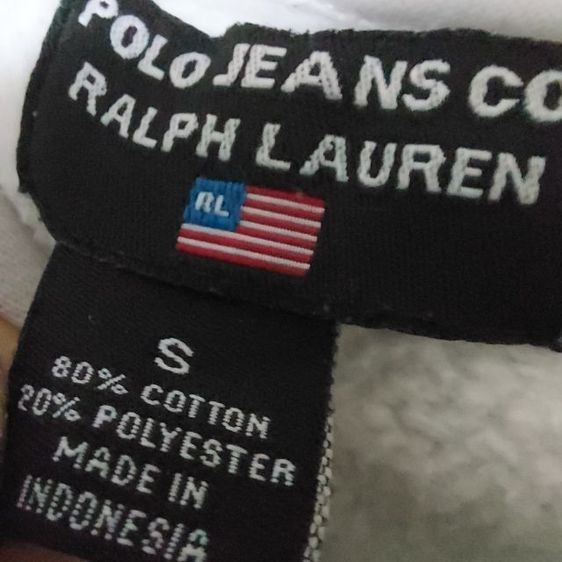 POLO JEANS CO
RALPH LAUREN
RL
S
80% COTTON
20% POLYESTER
MADE IN
INDONESIA